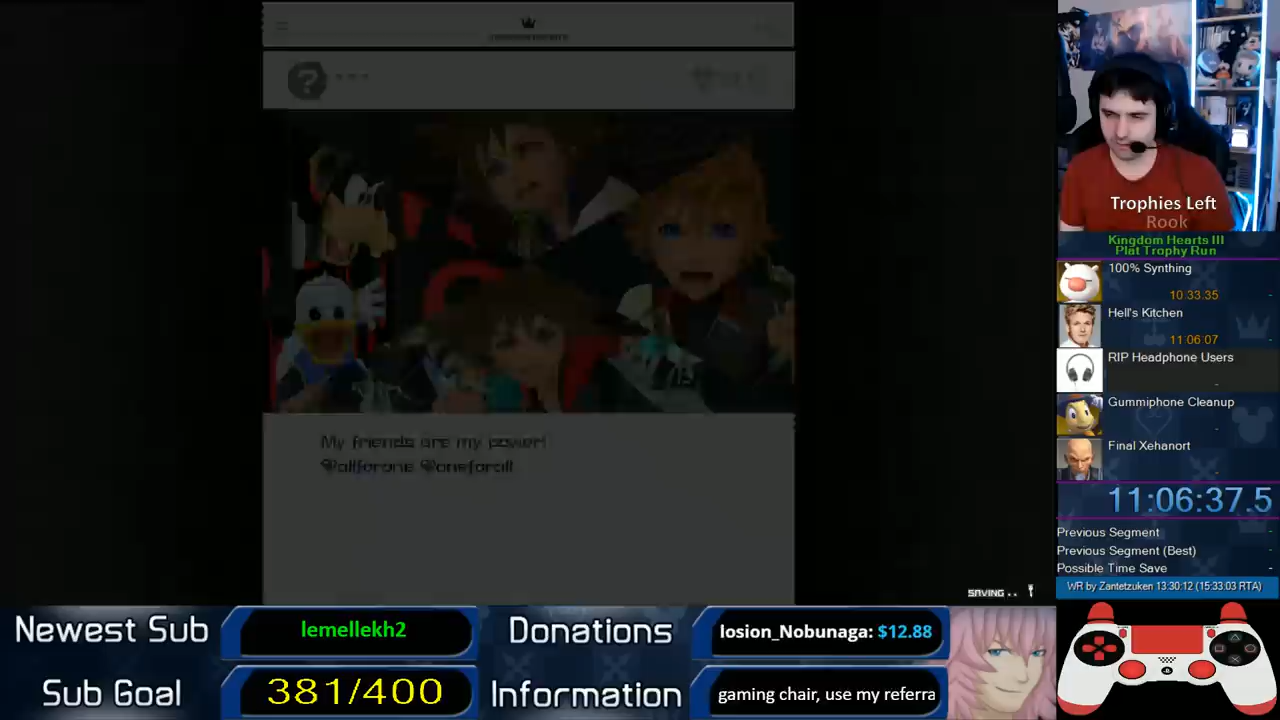 ?
My friends are my power!
#allforone #oneforall
SAVING..
Trophies Left
Rook
Kingdom Hearts III
Plat Trophy Run
100% Synthing
10:33.35 -
Hell's Kitchen
11:06:07 -
RIP Headphone Users
-
Gummiphone Cleanup
-
Final Xehanort
-
11:06:37.5
Previous Segment -
Previous Segment (Best) -
Possible Time Save -
WR by Zantetzuken 13:30:12 (15:33:03 RTA)
Newest Sub
lemellekh2
Donations
losion_Nobunaga: $12.88
Sub Goal
381/400
Information
gaming chair, use my referra